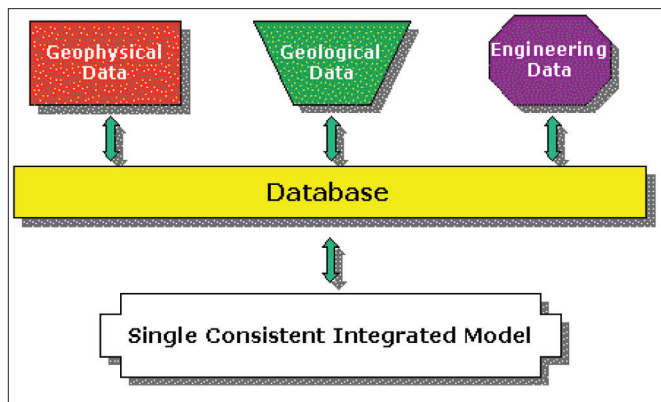 Geophysical
Data
Geological
Data
Engineering
Data
Database
Single Consistent Integrated Model